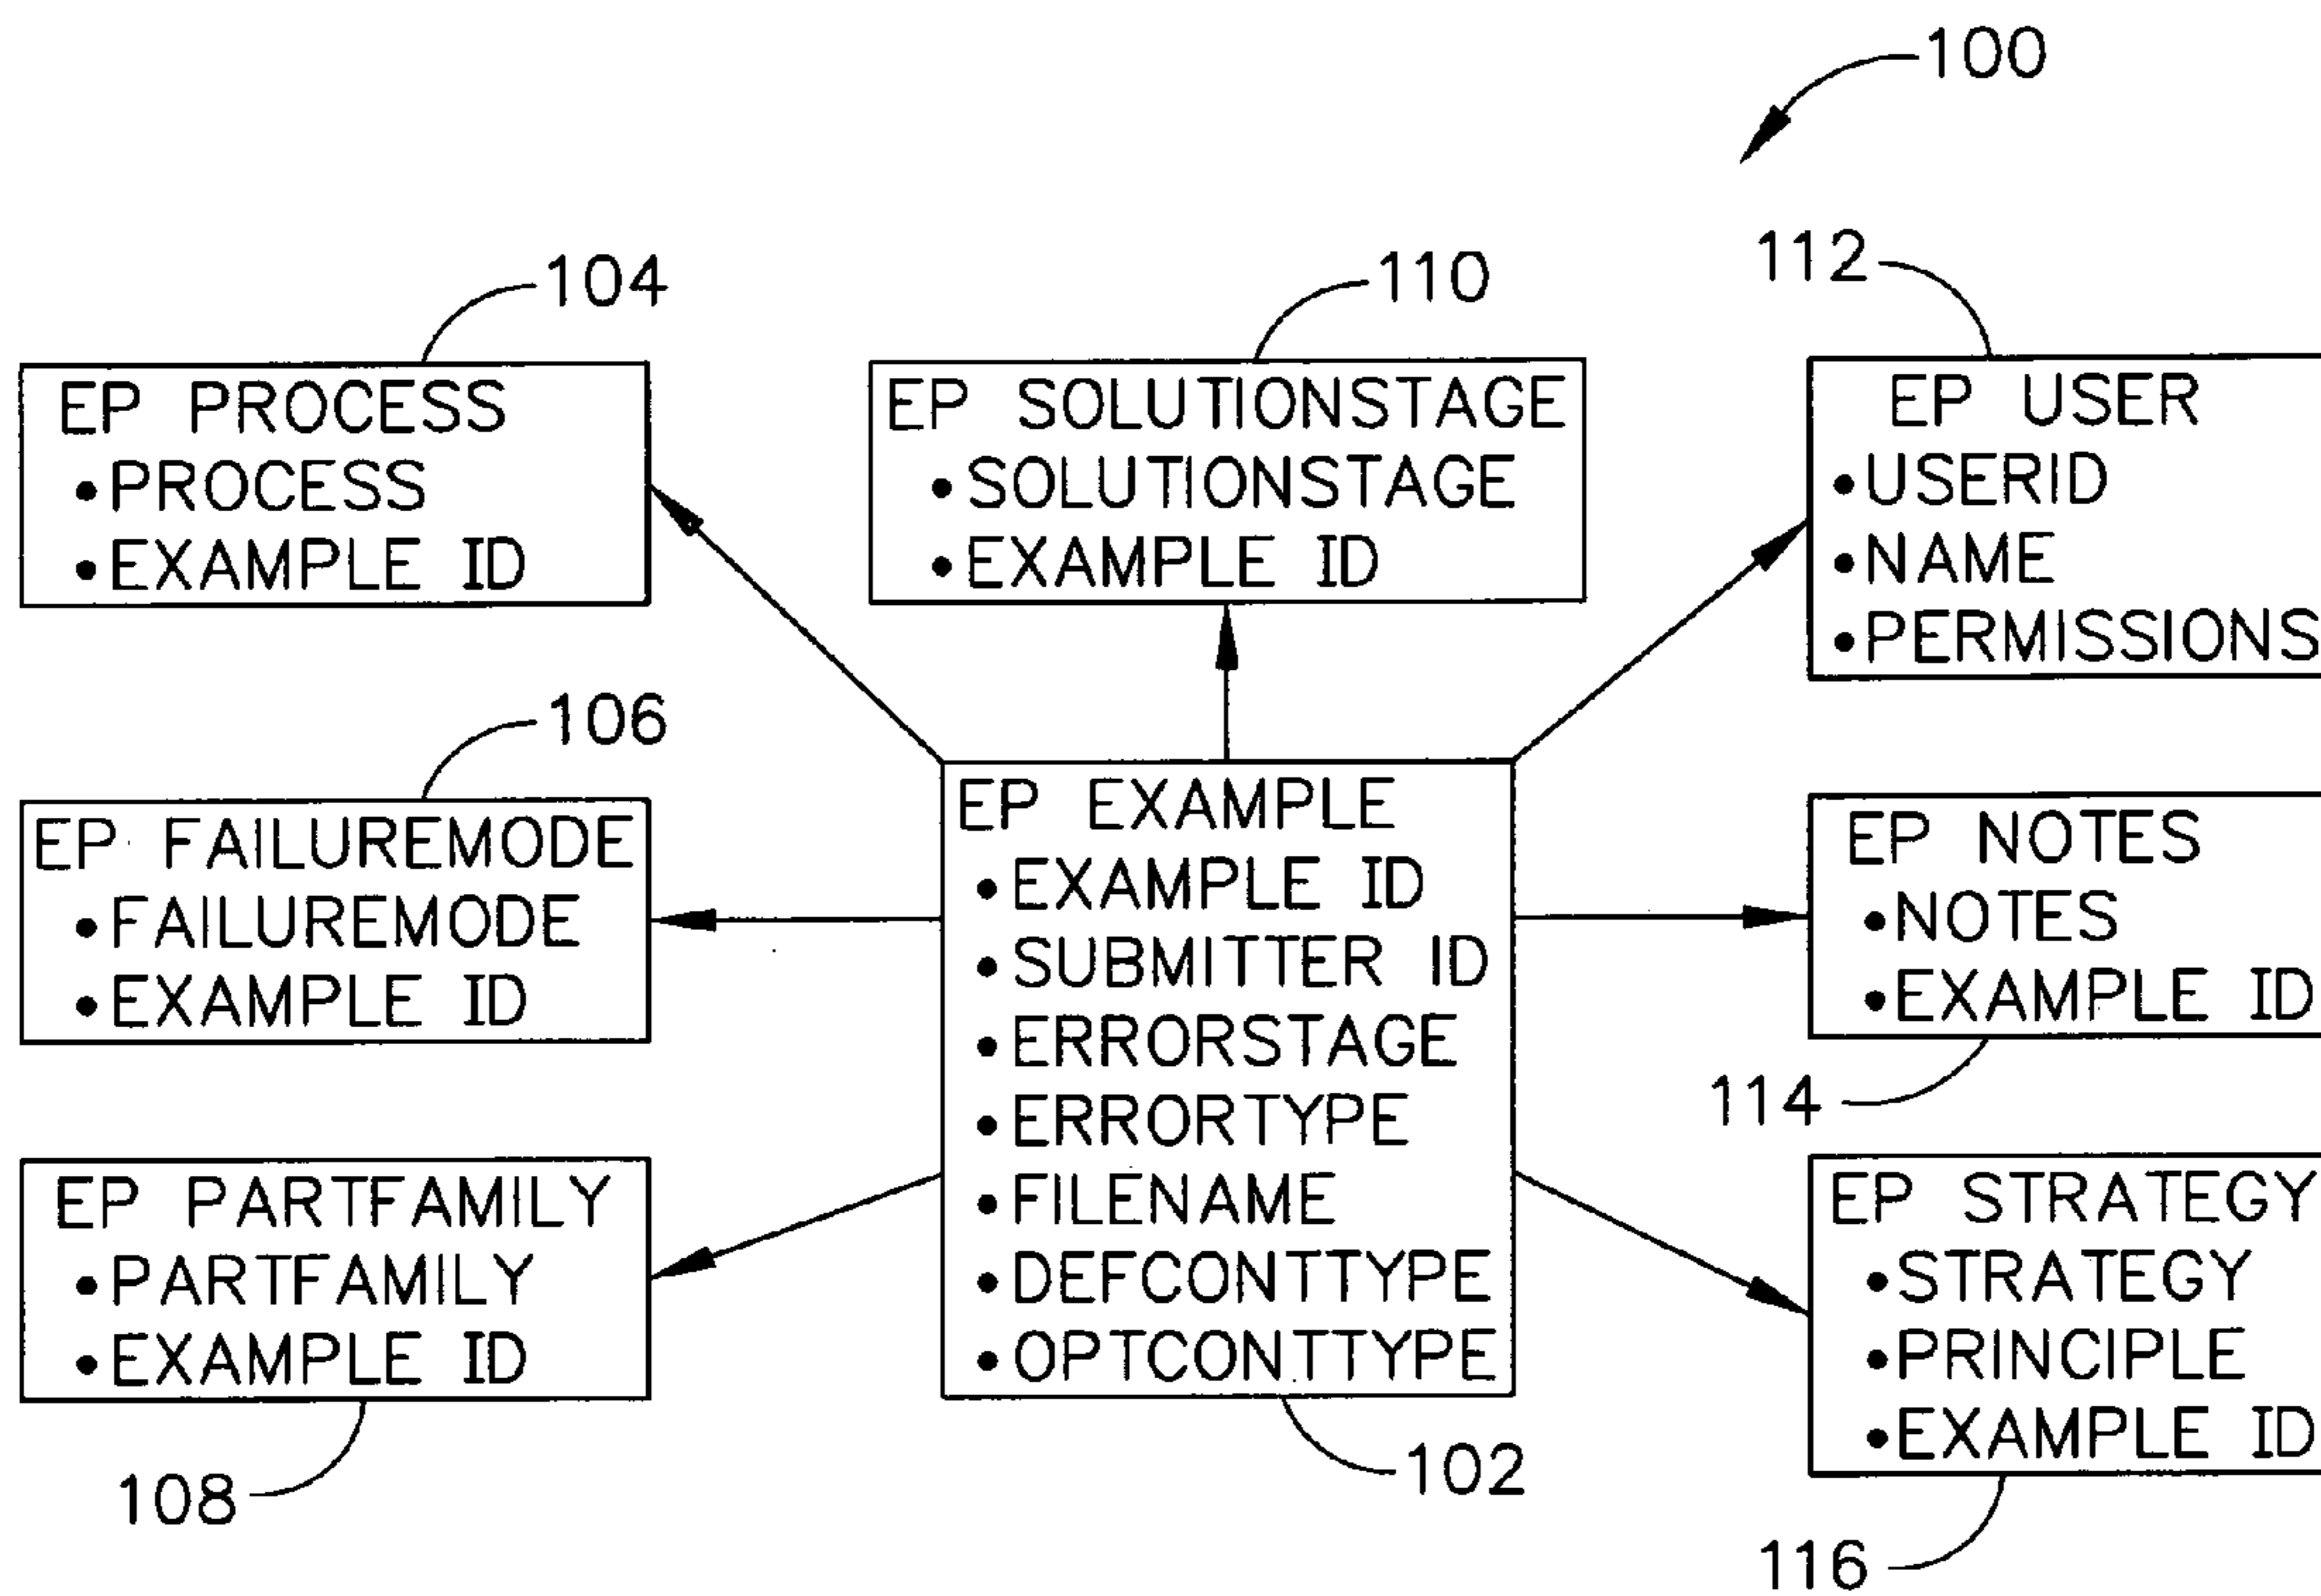 100
104
EP PROCESS
•PROCESS
•EXAMPLE ID
110
EP SOLUTIONSTAGE
•SOLUTIONSTAGE
•EXAMPLE ID
112
EP USER
•USERID
•NAME
•PERMISSIONS
106
EP FAILUREMODE
•FAILUREMODE
•EXAMPLE ID
EP EXAMPLE
•EXAMPLE ID
•SUBMITTER ID
•ERRORSTAGE
•ERRORTYPE
•FILENAME
•DEFCONTTYPE
•OPTCONTTYPE
102
EP NOTES
•NOTES
•EXAMPLE ID
114
EP PARTFAMILY
•PARTFAMILY
•EXAMPLE ID
108
EP STRATEGY
•STRATEGY
•PRINCIPLE
•EXAMPLE ID
116